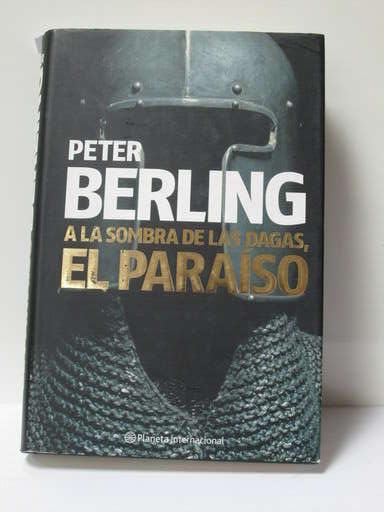 PETER
BERLING
A LA SOMBRA DE LAS DAGAS,
EL PARAÍSO
Planeta Internacional